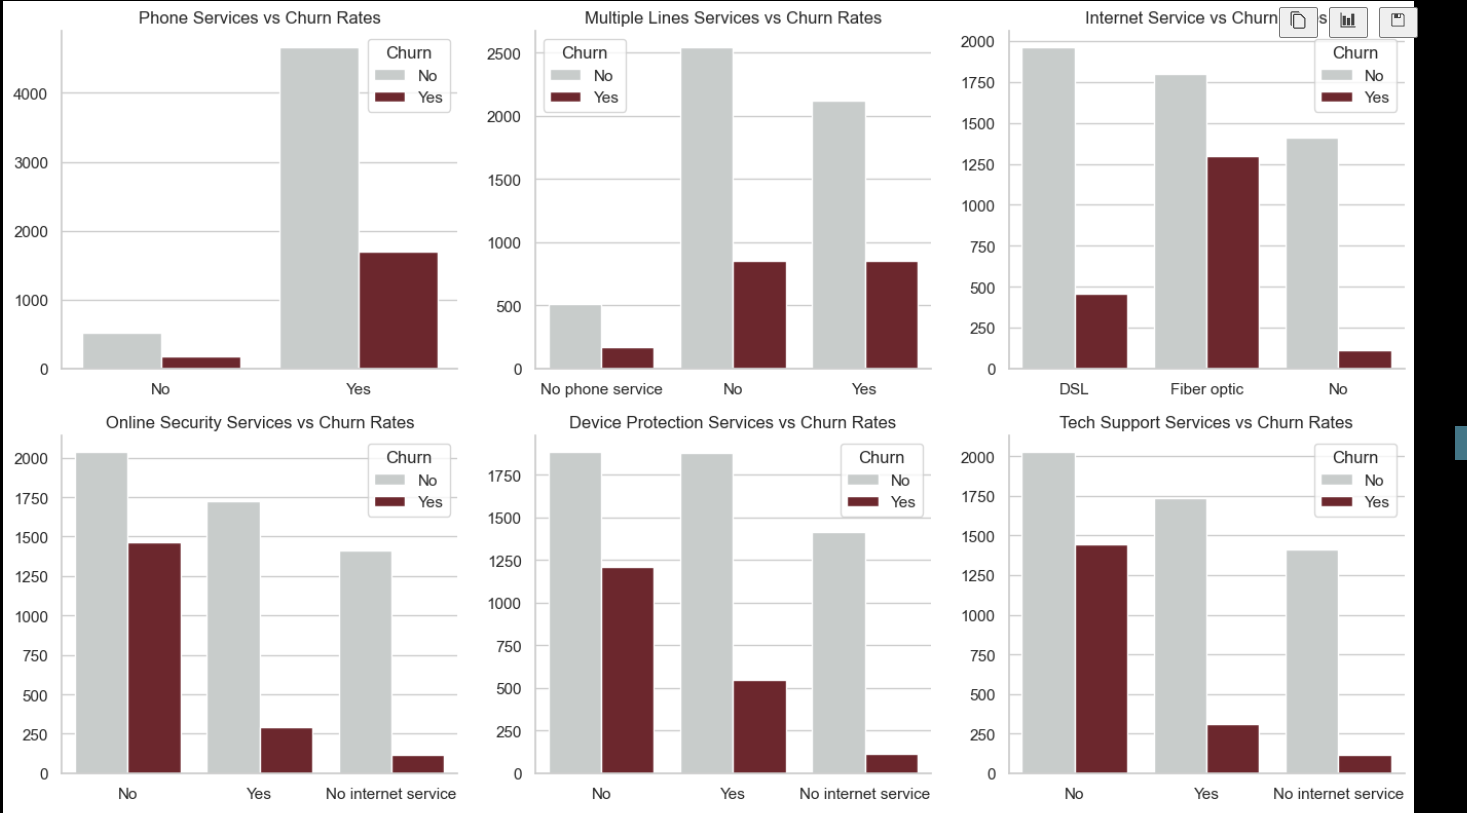 Phone Services vs Churn Rates
Churn
No
Yes
4000
3000
2000
1000
0
No Yes
Multiple Lines Services vs Churn Rates
Churn
No
Yes
2500
2000
1500
1000
500
0
No phone service No Yes
Internet Service vs Churn s
Churn
No
Yes
2000
1750
1500
1250
1000
750
500
250
0
DSL Fiber optic No
Online Security Services vs Churn Rates
Churn
No
Yes
2000
1750
1500
1250
1000
750
500
250
0
No Yes No internet service
Device Protection Services vs Churn Rates
Churn
No
Yes
1750
1500
1250
1000
750
500
250
0
No Yes No internet service
Tech Support Services vs Churn Rates
Churn
No
Yes
2000
1750
1500
1250
1000
750
500
250
0
No Yes No internet service